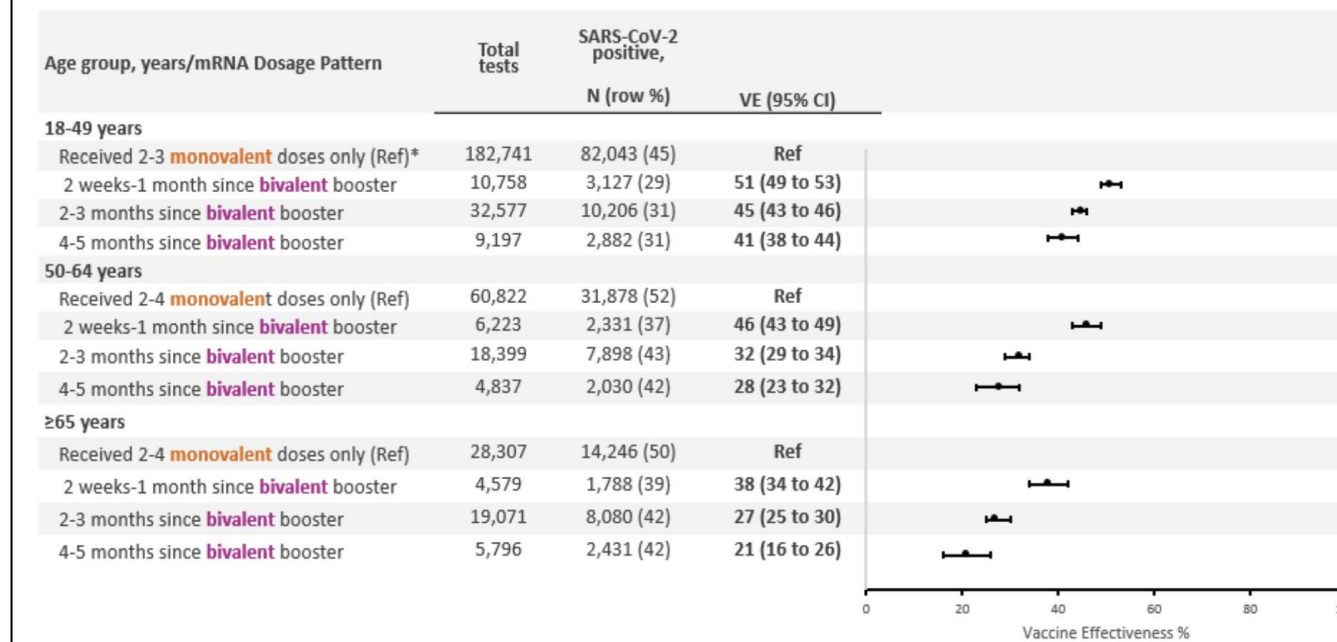 Age group, years/mRNA Dosage Pattern Total tests SARS-CoV-2 positive, N (row %) VE (95% CI)
18-49 years
Received 2-3 monovalent doses only (Ref)* 182,741 82,043 (45) Ref
2 weeks-1 month since bivalent booster 10,758 3,127 (29) 51 (49 to 53)
2-3 months since bivalent booster 32,577 10,206 (31) 45 (43 to 46)
4-5 months since bivalent booster 9,197 2,882 (31) 41 (38 to 44)
50-64 years
Received 2-4 monovalent doses only (Ref) 60,822 31,878 (52) Ref
2 weeks-1 month since bivalent booster 6,223 2,331 (37) 46 (43 to 49)
2-3 months since bivalent booster 18,399 7,898 (43) 32 (29 to 34)
4-5 months since bivalent booster 4,837 2,030 (42) 28 (23 to 32)
≥65 years
Received 2-4 monovalent doses only (Ref) 28,307 14,246 (50) Ref
2 weeks-1 month since bivalent booster 4,579 1,788 (39) 38 (34 to 42)
2-3 months since bivalent booster 19,071 8,080 (42) 27 (25 to 30)
4-5 months since bivalent booster 5,796 2,431 (42) 21 (16 to 26)
0 20 40 60 80
Vaccine Effectiveness %